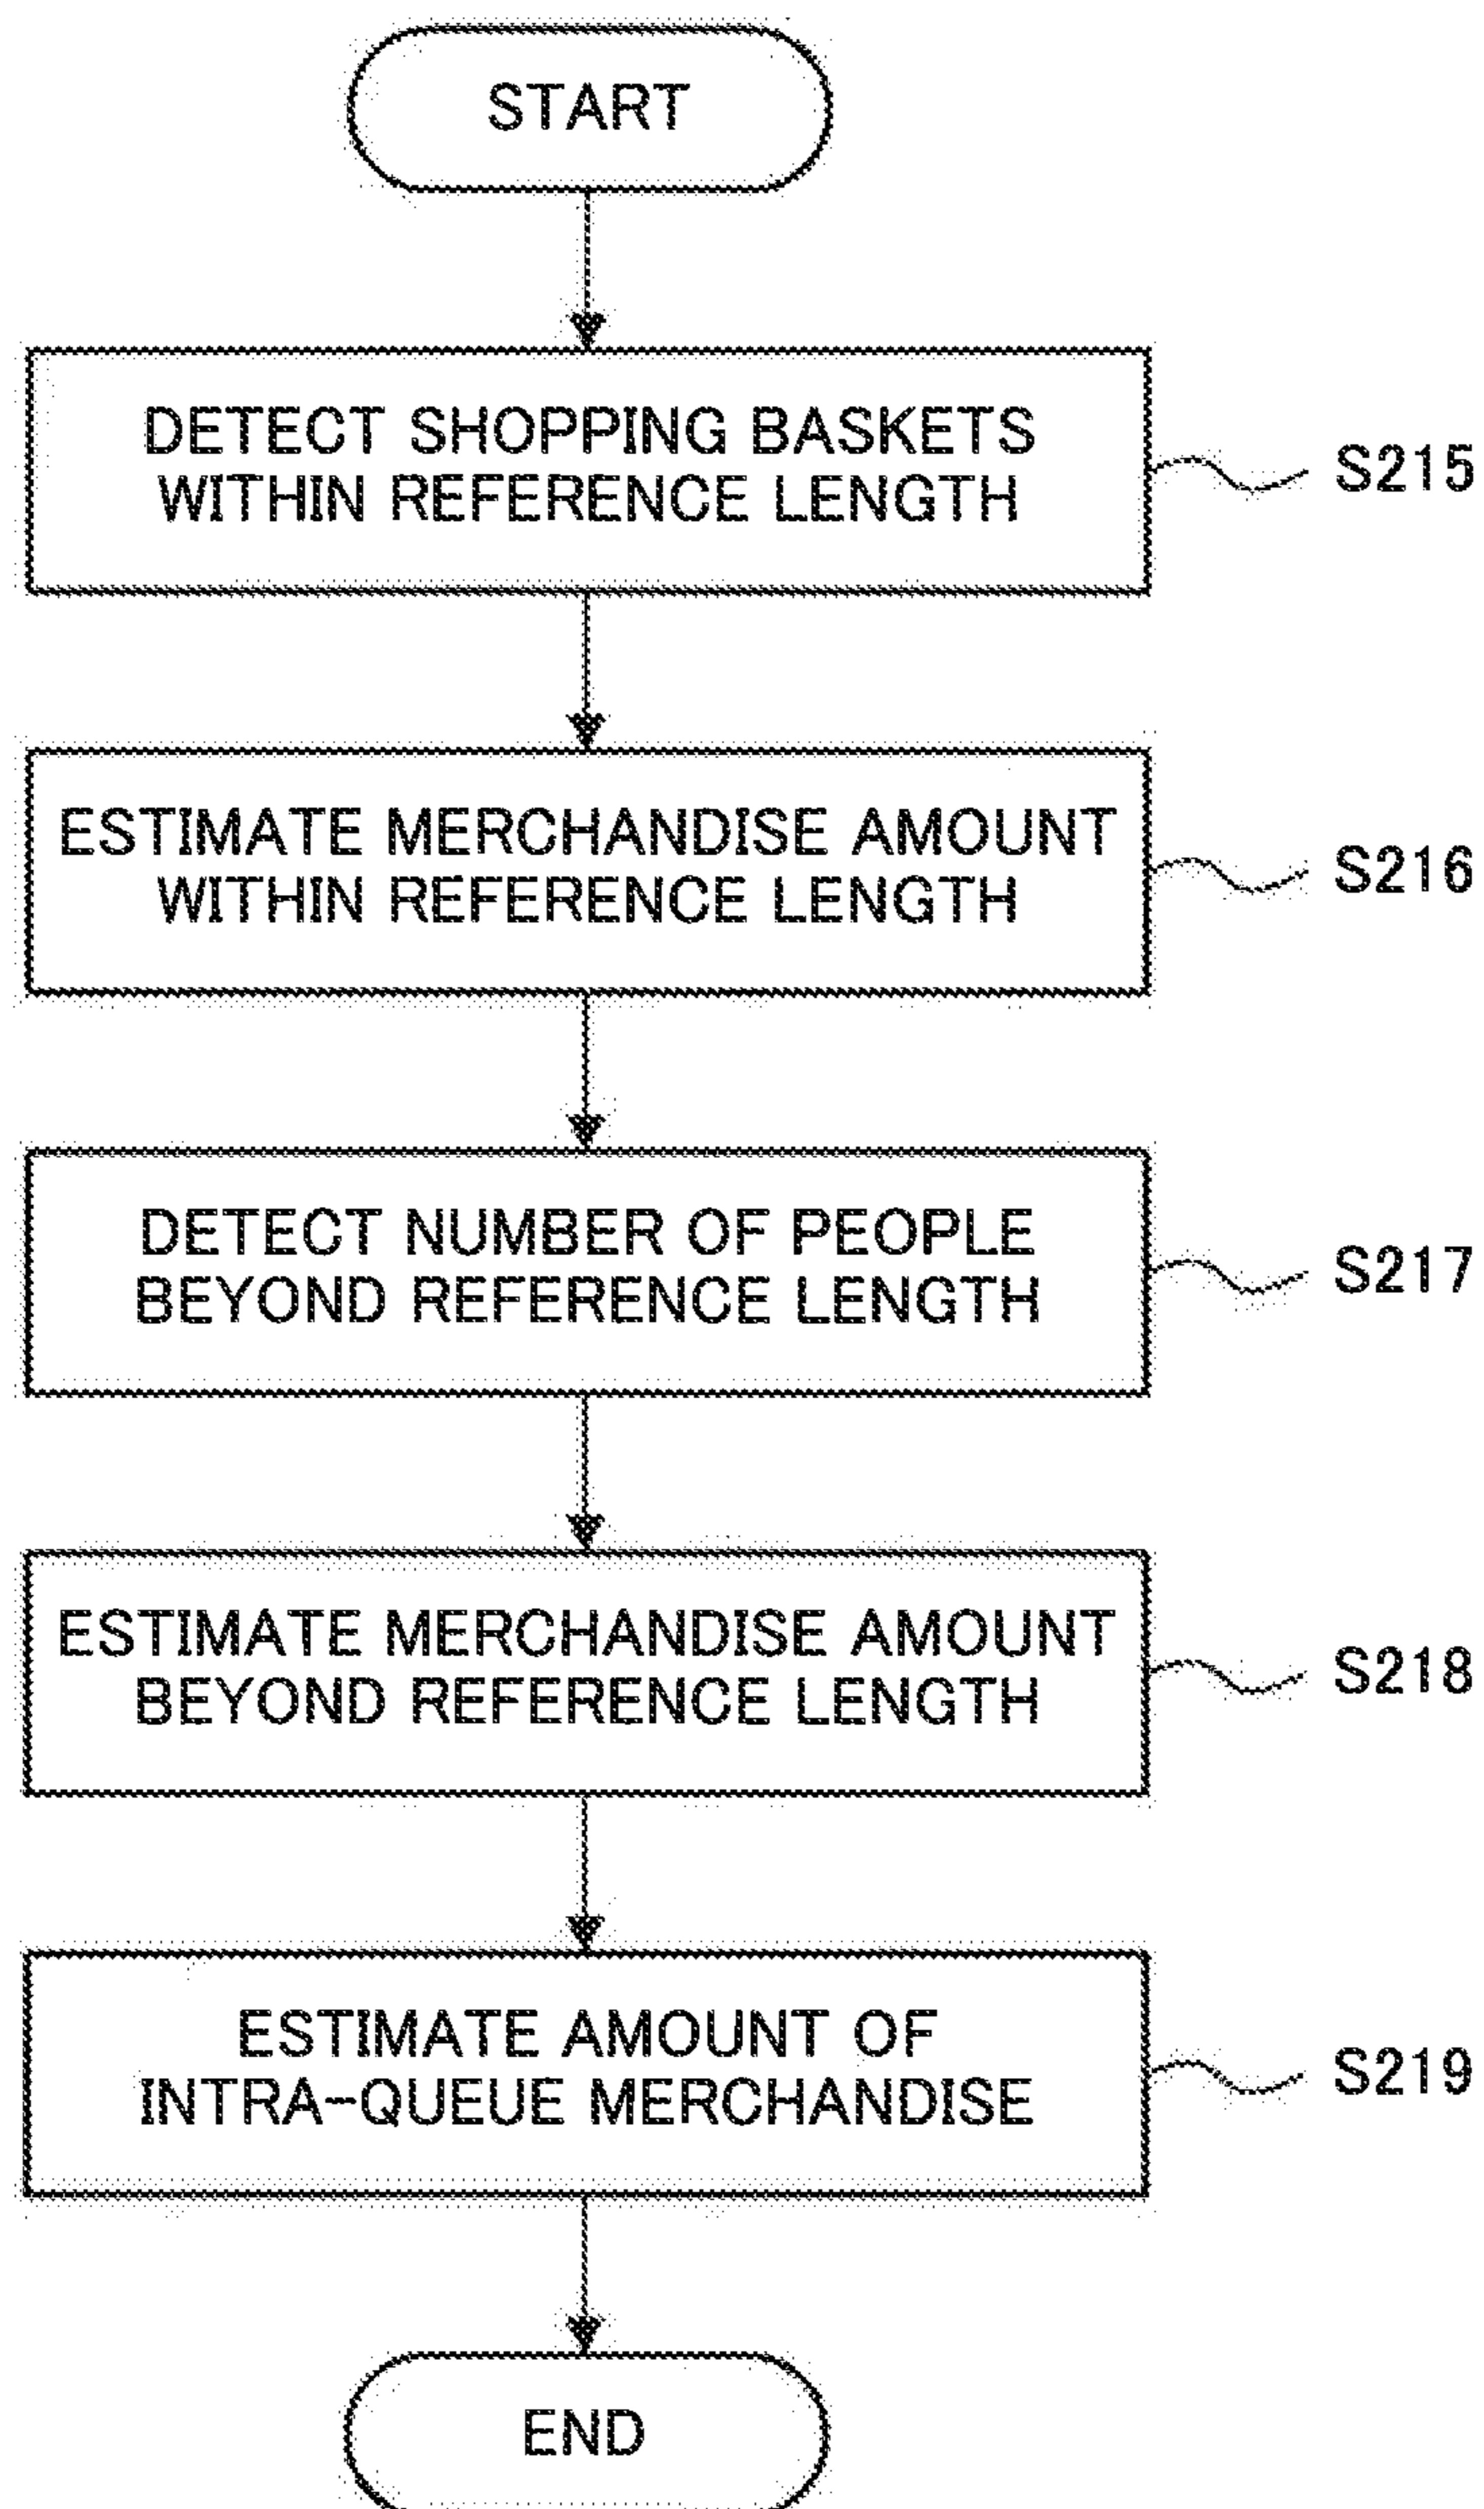 START
DETECT SHOPPING BASKETS
WITHIN REFERENCE LENGTH
S215
ESTIMATE MERCHANDISE AMOUNT
WITHIN REFERENCE LENGTH
S216
DETECT NUMBER OF PEOPLE
BEYOND REFERENCE LENGTH
S217
ESTIMATE MERCHANDISE AMOUNT
BEYOND REFERENCE LENGTH
S218
ESTIMATE AMOUNT OF
INTRA-QUEUE MERCHANDISE
S219
END